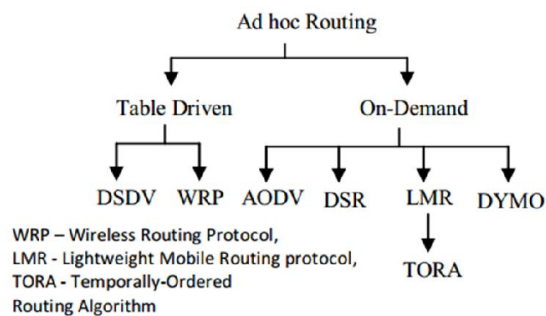 Ad hoc Routing
Table Driven On-Demand
DSDV WRP AODV DSR LMR DYMO
WRP – Wireless Routing Protocol,
LMR - Lightweight Mobile Routing protocol,
TORA
TORA - Temporally-Ordered
Routing Algorithm